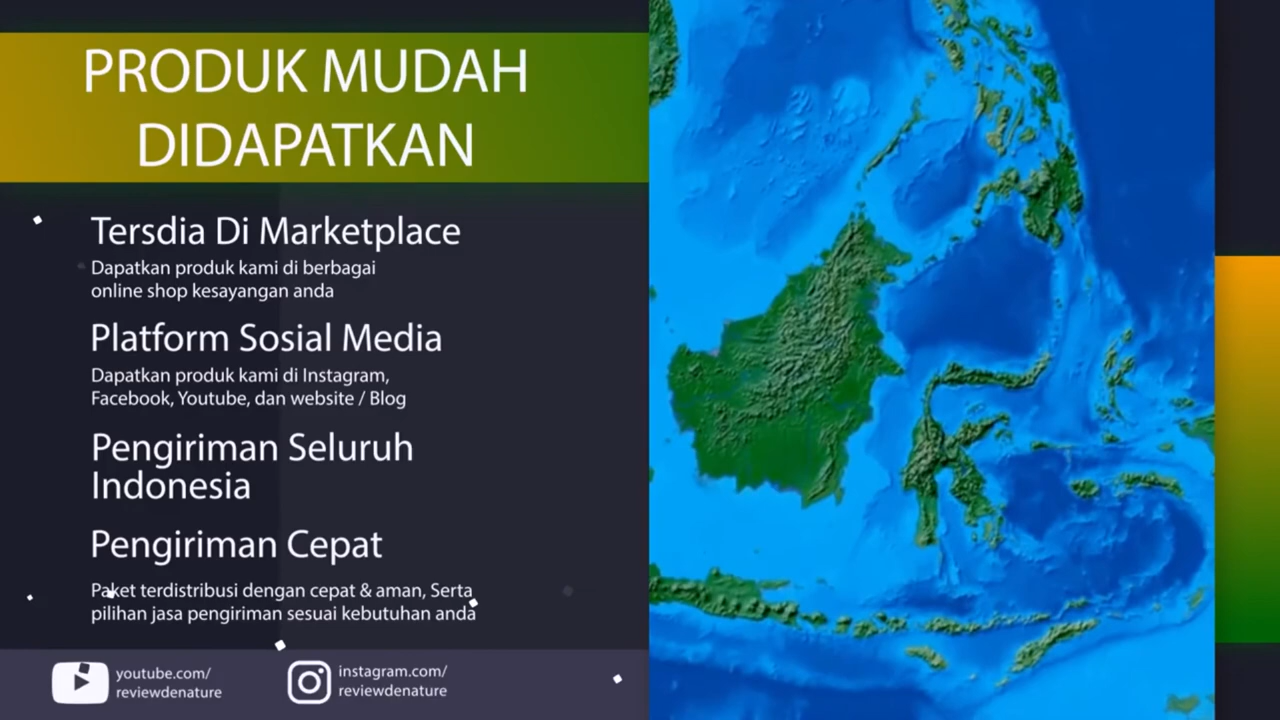 PRODUK MUDAH
DIDAPATKAN
Tersdia Di Marketplace
Dapatkan produk kami di berbagai
online shop kesayangan anda
Platform Sosial Media
Dapatkan produk kami di Instagram,
Facebook, Youtube, dan website / Blog
Pengiriman Seluruh
Indonesia
Pengiriman Cepat
Paket terdistribusi dengan cepat & aman, Serta
pilihan jasa pengiriman sesuai kebutuhan anda
youtube.com/
reviewdenature
instagram.com/
reviewdenature